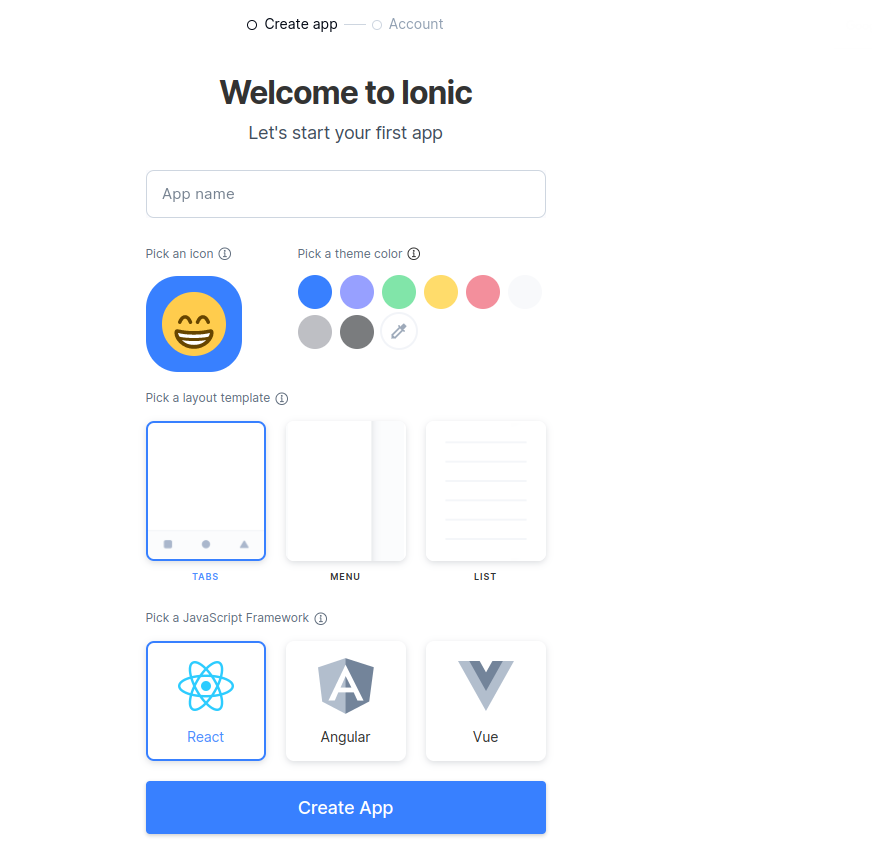 Create app Account
Welcome to Ionic
Let's start your first app
App name
Pick an icon Pick a theme color
Pick a layout template
TABS MENU LIST
Pick a JavaScript Framework
React Angular Vue
Create App